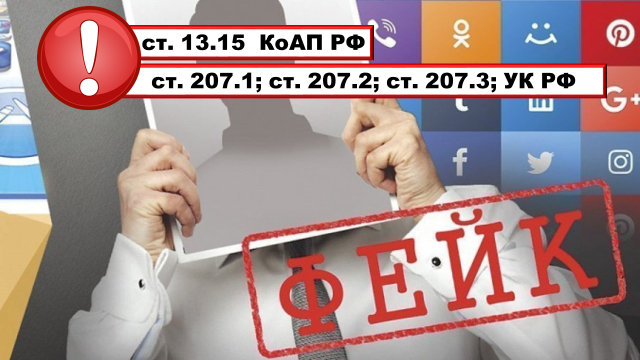 ст. 13.15 КоАП РФ
ст. 207.1; ст. 207.2; ст. 207.3; УК РФ
ФЕЙК